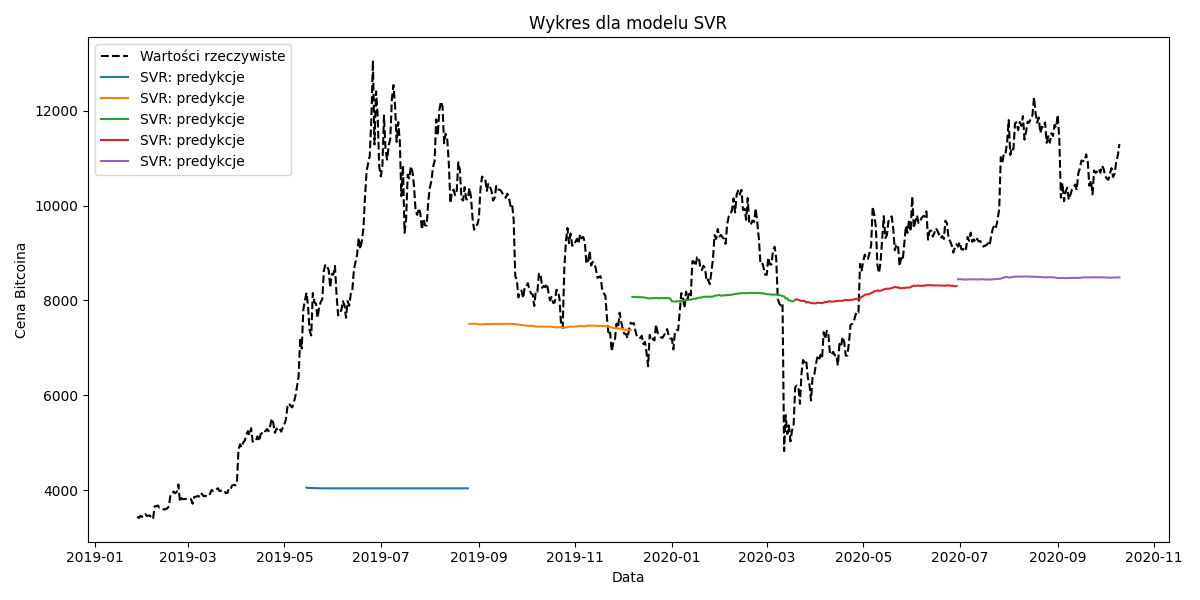 Wykres dla modelu SVR
Wartości rzeczywiste
SVR: predykcje
SVR: predykcje
SVR: predykcje
SVR: predykcje
SVR: predykcje
Cena Bitcoina
12000
10000
8000
6000
4000
2019-01 2019-03 2019-05 2019-07 2019-09 2019-11 2020-01 2020-03 2020-05 2020-07 2020-09 2020-11
Data